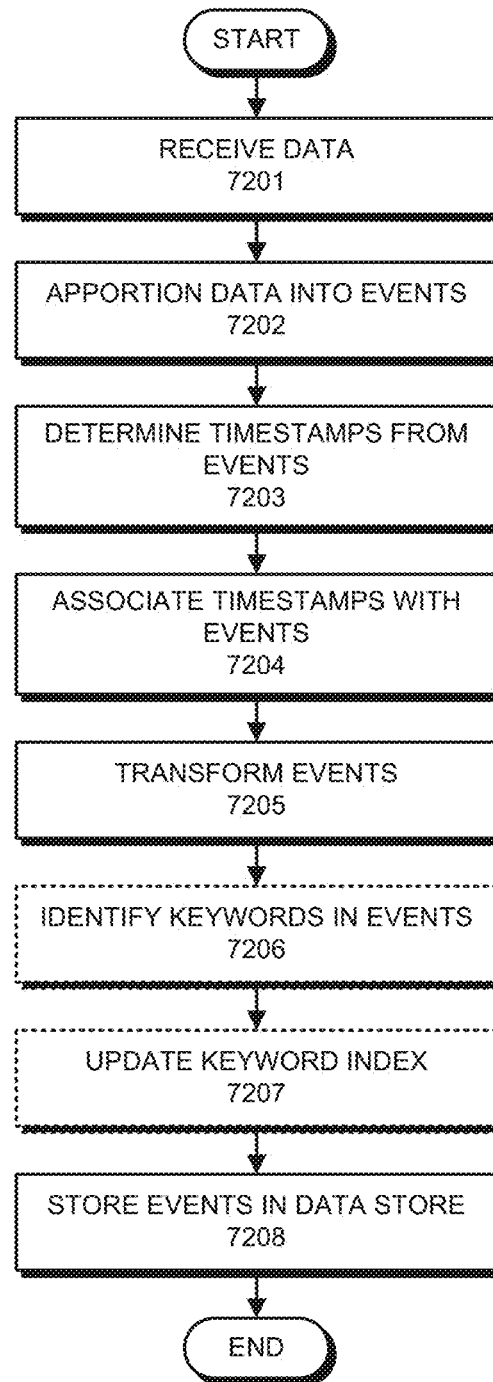 START
RECEIVE DATA
7201
APPORTION DATA INTO EVENTS
7202
DETERMINE TIMESTAMPS FROM
EVENTS
7203
ASSOCIATE TIMESTAMPS WITH
EVENTS
7204
TRANSFORM EVENTS
7205
IDENTIFY KEYWORDS IN EVENTS
7206
UPDATE KEYWORD INDEX
7207
STORE EVENTS IN DATA STORE
7208
END